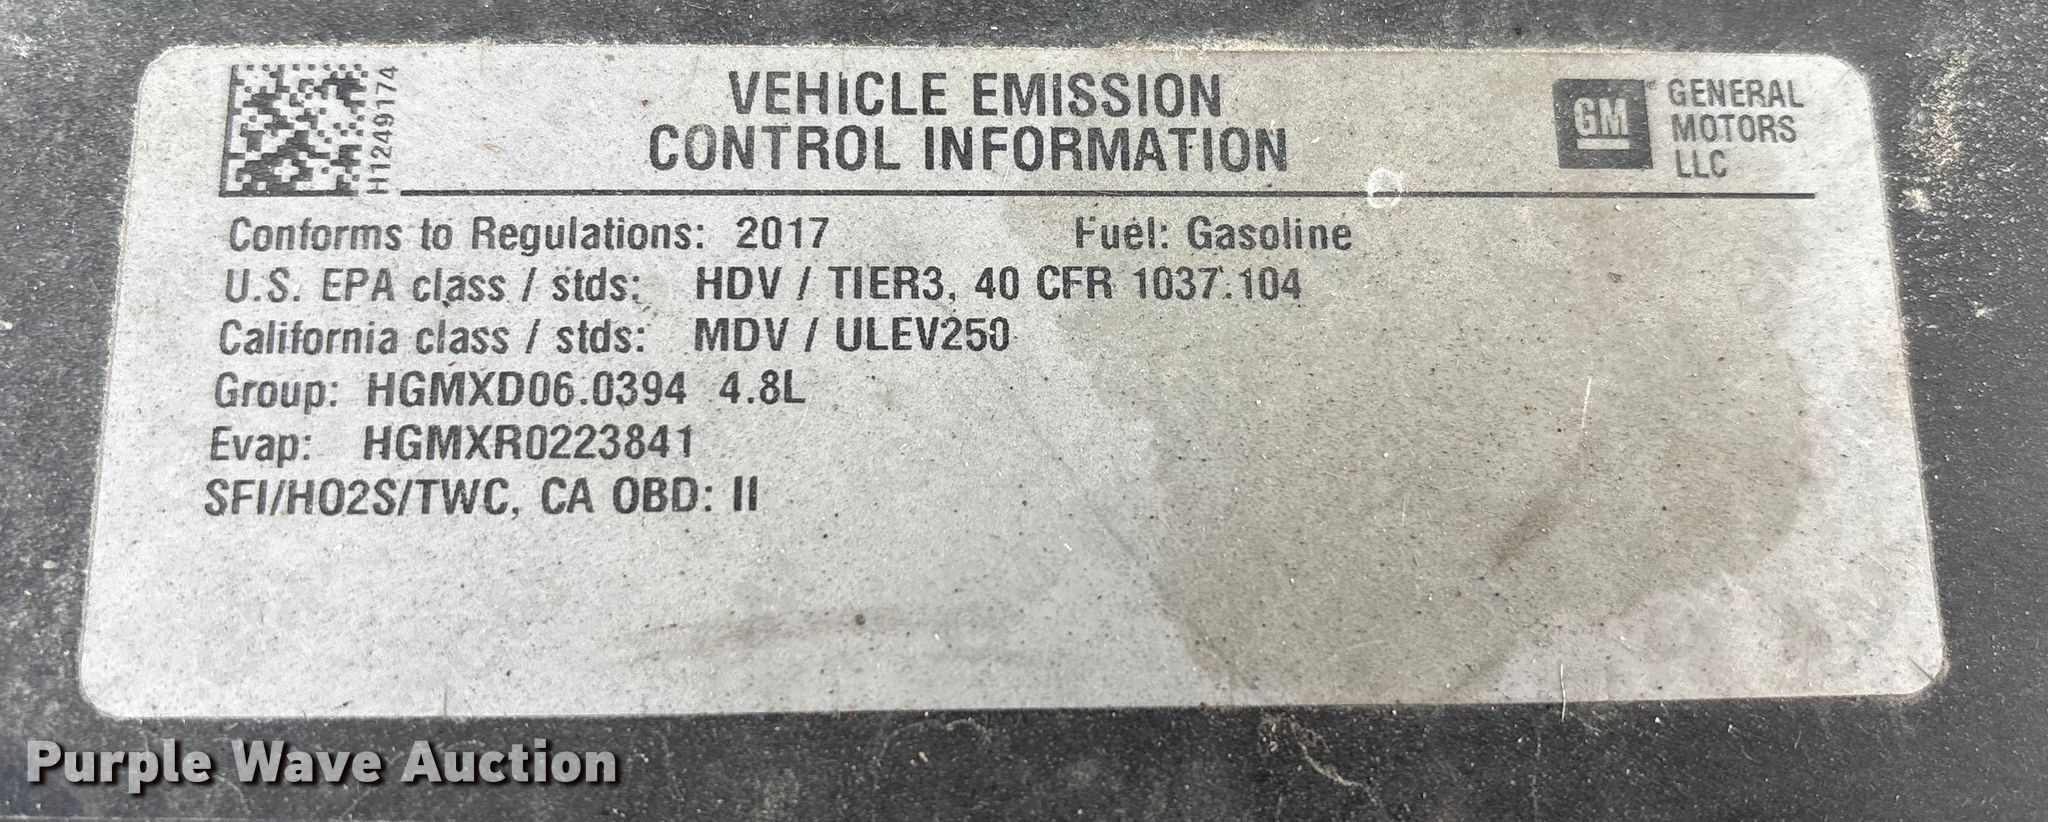 H1249174
VEHICLE EMISSION
CONTROL INFORMATION
GM
GENERAL
MOTORS
LLC
Conforms to Regulations: 2017 Fuel: Gasoline
U.S. EPA class / stds: HDV / TIER3, 40 CFR 1037.104
California class / stds: MDV / ULEV250
Group: HGMXD06.0394 4.8L
Evap: HGMXR0223841
SFI/HO2S/TWC, CA OBD: II
Purple Wave Auction